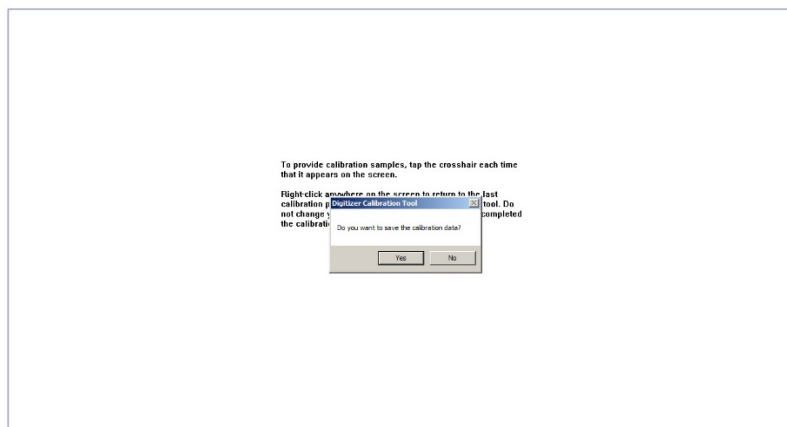 To provide calibration samples, tap the crosshair each time
that it appears on the screen.
Right-click anywhere on the screen to return to the last
calibration
Digitizer Calibration Tool
tool. Do
not change
completed
the
Do you want to save the calibration data?
Yes
No